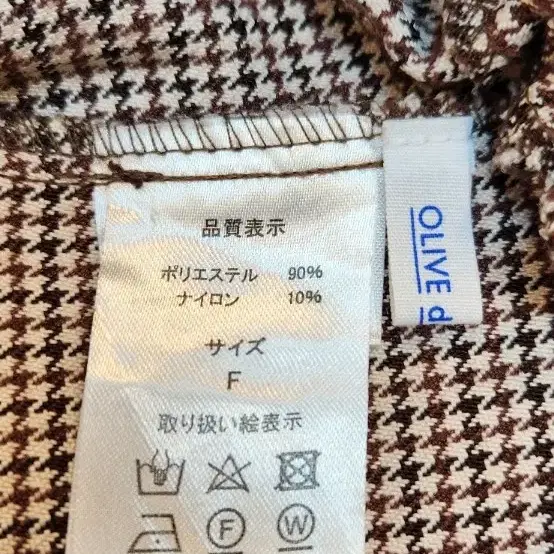 品質表示
ポリエステル 90%
ナイロン 10%
サイズ
F
取り扱い絵表示
F W
OLIVE d